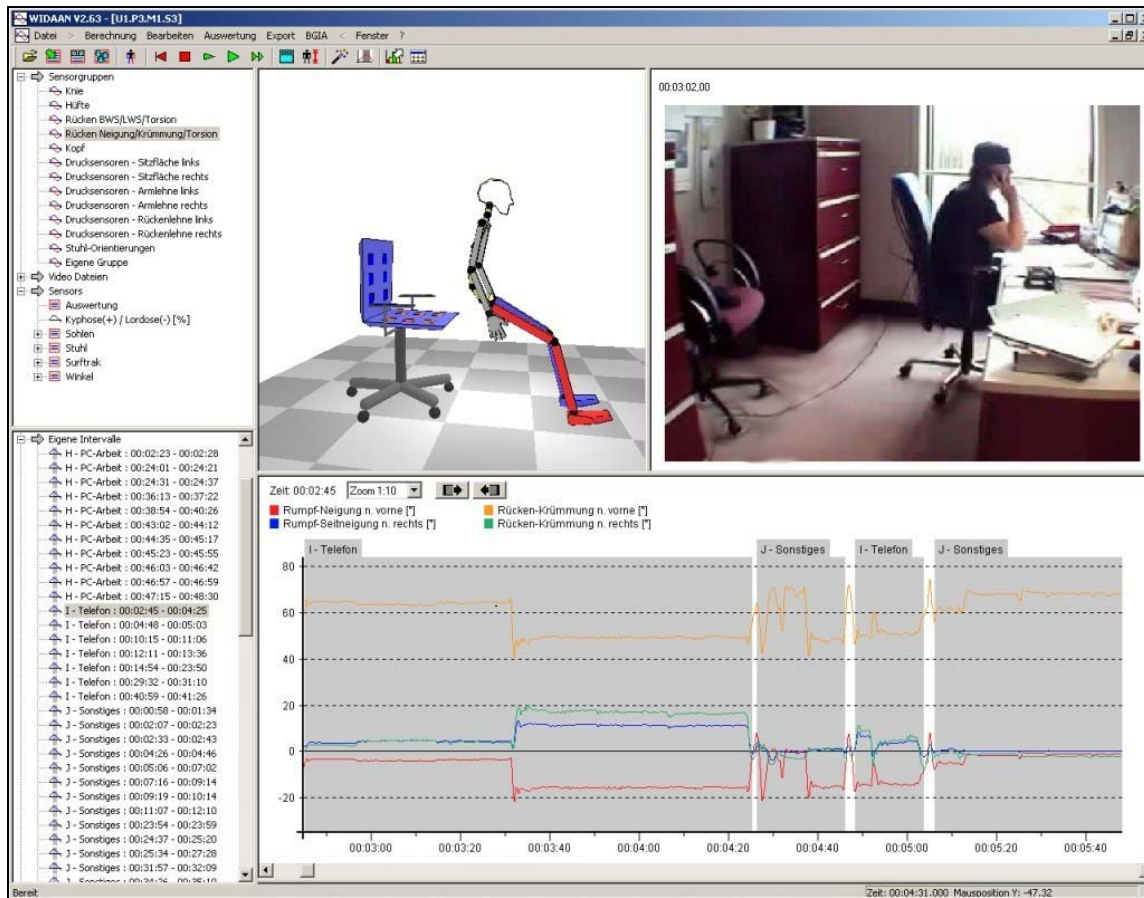 WIDAAN V2.63 - [U1.P3.M1.S3]
Datei > Berechnung Bearbeiten Auswertung Export BGIA < Fenster ?
Sensorgruppen
Knie
Hüfte
Rücken BWS/LWS/Torsion
Rücken Neigung/Krümmung/Torsion
Kopf
Drucksensoren - Sitzfläche links
Drucksensoren - Sitzfläche rechts
Drucksensoren - Armlehne links
Drucksensoren - Armlehne rechts
Drucksensoren - Rückenlehne links
Drucksensoren - Rückenlehne rechts
Stuhl-Orientierungen
Eigene Gruppe
Video Dateien
Sensors
Auswertung
Kyphose(+) / Lordose(-) [%]
Sohlen
Stuhl
Surftrak
Winkel
00:03:02,00
Eigene Intervalle
H - PC-Arbeit : 00:02:23 - 00:02:28
H - PC-Arbeit : 00:24:01 - 00:24:21
H - PC-Arbeit : 00:24:31 - 00:24:37
H - PC-Arbeit : 00:36:13 - 00:37:22
H - PC-Arbeit : 00:38:54 - 00:40:26
H - PC-Arbeit : 00:43:02 - 00:44:12
H - PC-Arbeit : 00:44:35 - 00:45:17
H - PC-Arbeit : 00:45:23 - 00:45:55
H - PC-Arbeit : 00:46:03 - 00:46:42
H - PC-Arbeit : 00:46:57 - 00:46:59
H - PC-Arbeit : 00:47:15 - 00:48:30
I - Telefon : 00:02:45 - 00:04:25
I - Telefon : 00:04:48 - 00:05:03
I - Telefon : 00:10:15 - 00:11:06
I - Telefon : 00:12:11 - 00:13:36
I - Telefon : 00:14:54 - 00:23:50
I - Telefon : 00:29:32 - 00:31:10
I - Telefon : 00:40:59 - 00:41:26
J - Sonstiges : 00:00:58 - 00:01:34
J - Sonstiges : 00:02:07 - 00:02:23
J - Sonstiges : 00:02:33 - 00:02:43
J - Sonstiges : 00:04:26 - 00:04:46
J - Sonstiges : 00:05:06 - 00:07:02
J - Sonstiges : 00:07:16 - 00:09:14
J - Sonstiges : 00:09:19 - 00:10:14
J - Sonstiges : 00:11:07 - 00:12:10
J - Sonstiges : 00:23:54 - 00:23:59
J - Sonstiges : 00:24:37 - 00:25:20
J - Sonstiges : 00:25:34 - 00:27:28
J - Sonstiges : 00:31:57 - 00:32:09
Zeit: 00:02:45 Zoom 1:10
Rumpf-Neigung n. vorne [°] Rücken-Krümmung n. vorne [°]
Rumpf-Seitneigung n. rechts [°] Rücken-Krümmung n. rechts [°]
I - Telefon J - Sonstiges I - Telefon J - Sonstiges
80
60
40
20
0
-20
00:03:00 00:03:20 00:03:40 00:04:00 00:04:20 00:04:40 00:05:00 00:05:20 00:05:40
Bereit Zeit: 00:04:31.000 Mausposition Y: -47.32